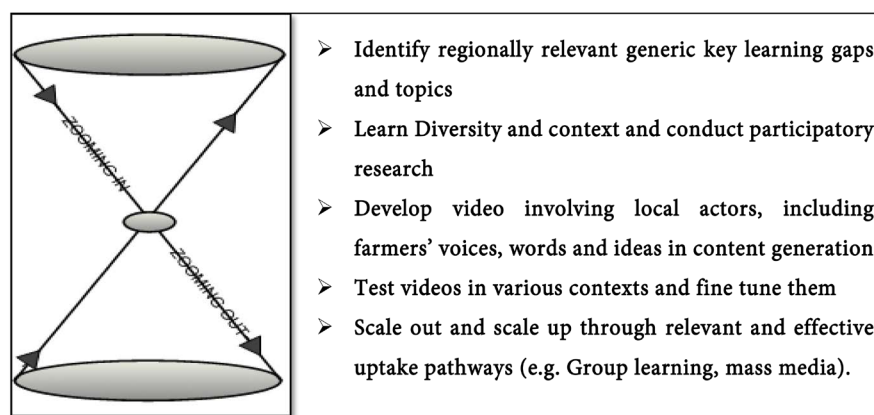 ZOOMING IN
ZOOMING OUT
➢ Identify regionally relevant generic key learning gaps
and topics
➢ Learn Diversity and context and conduct participatory
research
➢ Develop video involving local actors, including
farmers’ voices, words and ideas in content generation
➢ Test videos in various contexts and fine tune them
➢ Scale out and scale up through relevant and effective
uptake pathways (e.g. Group learning, mass media).